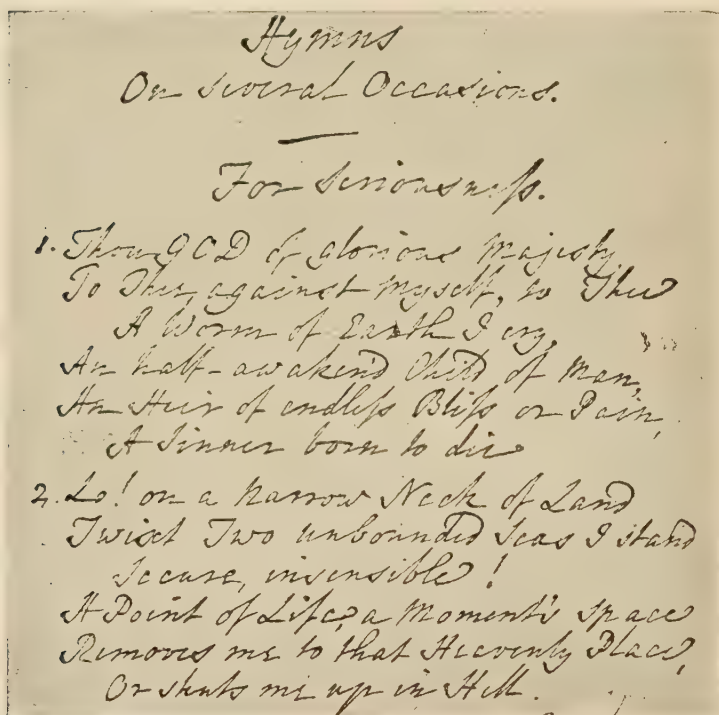 Hymns
On several Occasions.
For Seriousness.
1. Thou GOD of glorious Majesty,
To Thee, against myself, to Thee
A Worm of Earth I cry,
An half-awakend Child of Man,
An Heir of endless Bliss or Pain,
A Sinner born to die
2. Lo! on a narrow Neck of Land
Twixt Two unbounded Seas I stand
Secure, insensible!
A Point of Life, a Moment's space
Removes me to that Heavenly Place,
Or shuts me up in Hell.